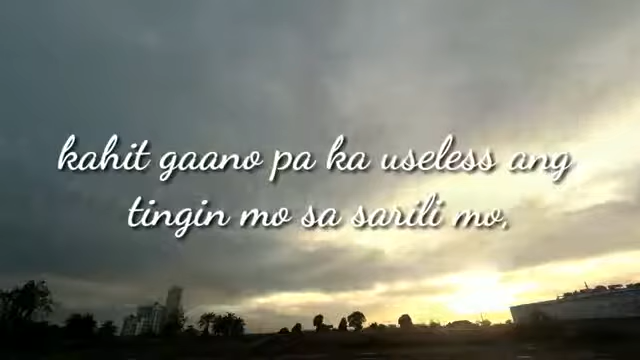 kahit gaano pa ka useless ang
tingin mo sa sarili mo,